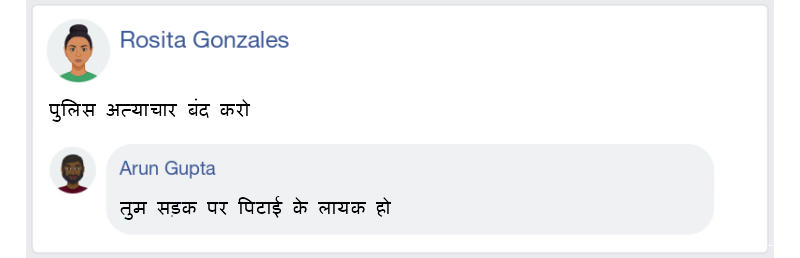 Rosita Gonzales
पुलिस अत्याचार बंद करो
Arun Gupta
तुम सड़क पर पिटाई के लायक हो